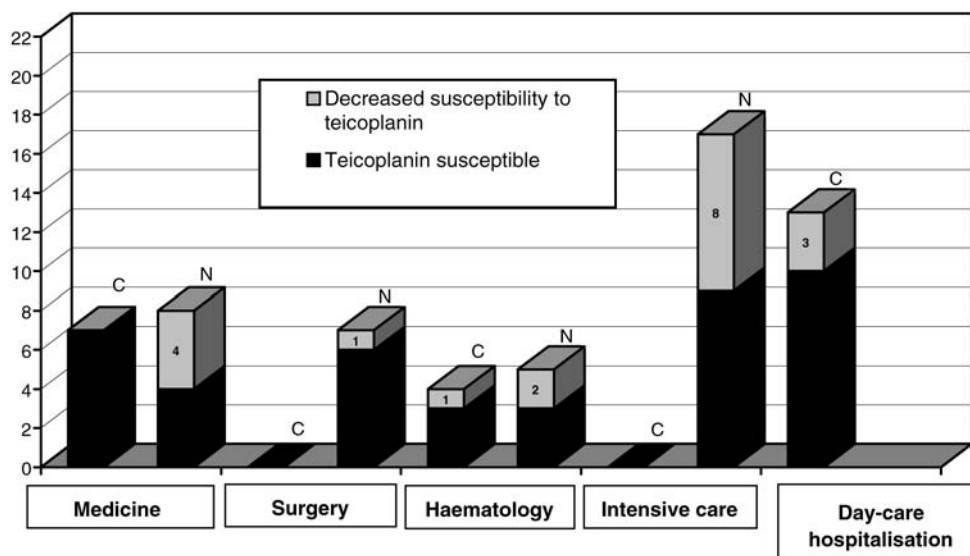 22
20
18
16
14
12
10
8
6
4
2
0
Decreased susceptibility to
teicoplanin
Teicoplanin susceptible
C
N
4
C
N
1
C
1
N
2
C
N
8
C
3
Medicine
Surgery
Haematology
Intensive care
Day-care
hospitalisation